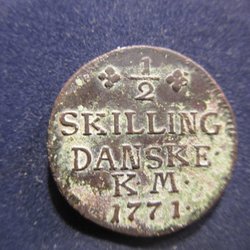 1/2
SKILLING
DANSKE
K M ·
· 1771 ·